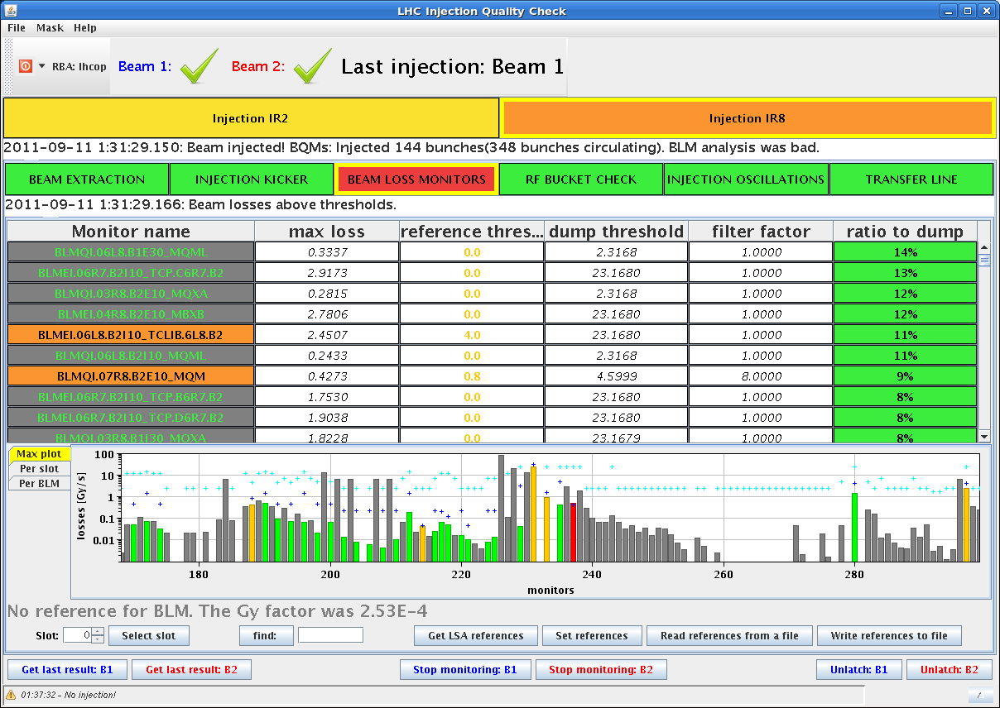 LHC Injection Quality Check
File Mask Help
RBA: lhcop Beam 1: Beam 2: Last injection: Beam 1
Injection IR2 Injection IR8
2011-09-11 1:31:29.150: Beam injected! BQMs: Injected 144 bunches(348 bunches circulating). BLM analysis was bad.
BEAM EXTRACTION INJECTION KICKER BEAM LOSS MONITORS RF BUCKET CHECK INJECTION OSCILLATIONS TRANSFER LINE
2011-09-11 1:31:29.166: Beam losses above thresholds.
Monitor name max loss reference thres... dump threshold filter factor ratio to dump
BLMQI.06L8.B1E30_MQML 0.3337 0.0 2.3168 1.0000 14%
BLMEI.06R7.B2I10_TCP.C6R7.B2 2.9173 0.0 23.1680 1.0000 13%
BLMQI.03R8.B2E10_MQXA 0.2815 0.0 2.3168 1.0000 12%
BLMEI.04R8.B2E10_MBXB 2.7806 0.0 23.1680 1.0000 12%
BLMEI.06L8.B2I10_TCLIB.6L8.B2 2.4507 4.0 23.1680 1.0000 11%
BLMQI.06L8.B2I10_MQML 0.2433 0.0 2.3168 1.0000 11%
BLMQI.07R8.B2E10_MQM 0.4273 0.8 4.5999 8.0000 9%
BLMEI.06R7.B2I10_TCP.B6R7.B2 1.7530 0.0 23.1680 1.0000 8%
BLMEI.06R7.B2I10_TCP.D6R7.B2 1.9038 0.0 23.1680 1.0000 8%
BLMQI.03R8.B1I30_MQXA 1.8228 0.0 23.1679 1.0000 8%
Max plot
Per slot
Per BLM
losses [Gy/s]
100
10
1
0.1
0.01
180 200 220 240 260 280
monitors
No reference for BLM. The Gy factor was 2.53E-4
Slot: 0 Select slot find: Get LSA references Set references Read references from a file Write references to file
Get last result: B1 Get last result: B2 Stop monitoring: B1 Stop monitoring: B2 Unlatch: B1 Unlatch: B2
01:37:32 - No injection!